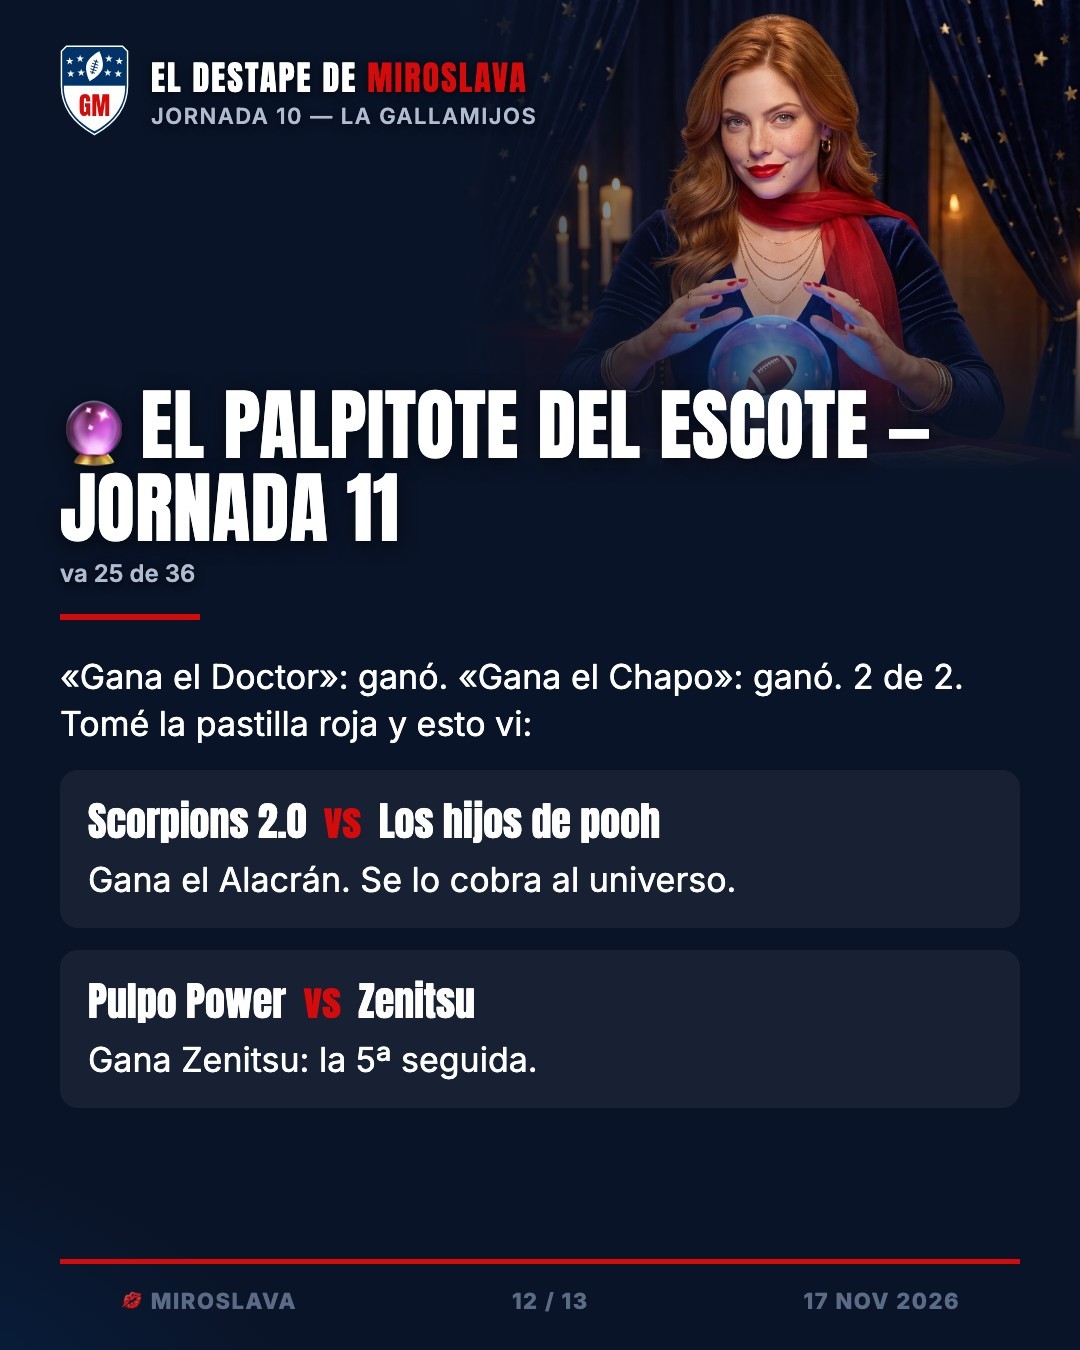 GM
EL DESTAPE DE MIROSLAVA
JORNADA 10 — LA GALLAMIJOS
EL PALPITOTE DEL ESCOTE –
JORNADA 11
va 25 de 36
«Gana el Doctor»: ganó. «Gana el Chapo»: ganó. 2 de 2.
Tomé la pastilla roja y esto vi:
Scorpions 2.0 vs Los hijos de pooh
Gana el Alacrán. Se lo cobra al universo.
Pulpo Power vs Zenitsu
Gana Zenitsu: la 5ª seguida.
MIROSLAVA
12 / 13
17 NOV 2026